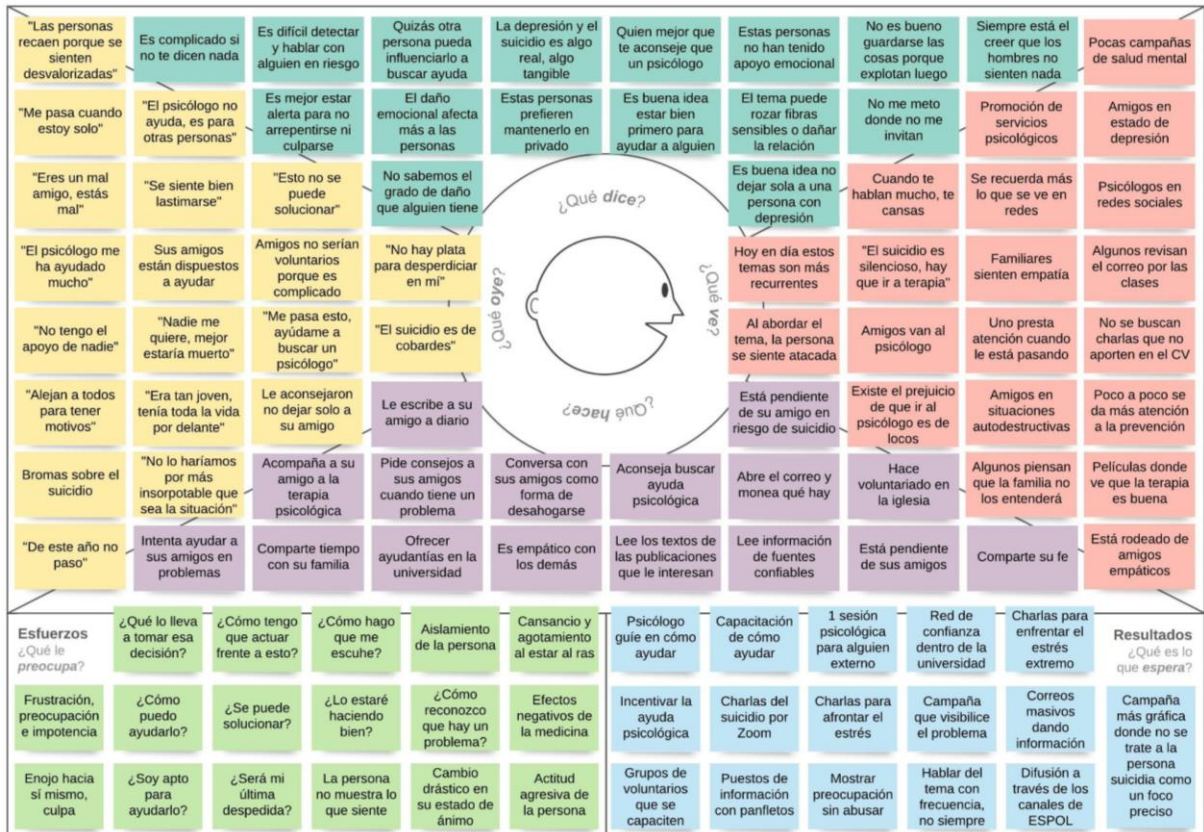 "Las personas
recaen porque se
sienten
desvalorizadas"
Es complicado si
no te dicen nada
Es difícil detectar
y hablar con
alguien en riesgo
Quizás otra
persona pueda
influenciarlo a
buscar ayuda
La depresión y el
suicidio es algo
real, algo
tangible
Quien mejor que
te aconseje que
un psicólogo
Estas personas
no han tenido
apoyo emocional
No es bueno
guardarse las
cosas porque
explotan luego
Siempre está el
creer que los
hombres no
sienten nada
Pocas campañas
de salud mental
"Me pasa cuando
estoy solo"
"El psicólogo no
ayuda, es para
otras personas"
Es mejor estar
alerta para no
arrepentirse ni
culparse
El daño
emocional afecta
más a las
personas
Estas personas
prefieren
mantenerlo en
privado
Es buena idea
estar bien
primero para
ayudar a alguien
El tema puede
rozar fibras
sensibles o dañar
la relación
No me meto
donde no me
invitan
Promoción de
servicios
psicológicos
Amigos en
estado de
depresión
"Eres un mal
amigo, estás
mal"
"Se siente bien
lastimarse"
"Esto no se
puede
solucionar"
No sabemos el
grado de daño
que alguien tiene
¿Qué dice?
Es buena idea no
dejar sola a una
persona con
depresión
Cuando te
hablan mucho, te
cansas
Se recuerda más
lo que se ve en
redes
Psicólogos en
redes sociales
"El psicólogo me
ha ayudado
mucho"
Sus amigos
están dispuestos
a ayudar
Amigos no serían
voluntarios
porque es
complicado
"No hay plata
para desperdiciar
en mí"
¿Qué oye?
¿Qué ve?
Hoy en día estos
temas son más
recurrentes
"El suicidio es
silencioso, hay
que ir a terapia"
Familiares
sienten empatía
Algunos revisan
el correo por las
clases
"No tengo el
apoyo de nadie"
"Nadie me
quiere, mejor
estaría muerto"
"Me pasa esto,
ayúdame a
buscar un
psicólogo"
"El suicidio es de
cobardes"
Al abordar el
tema, la persona
se siente atacada
Amigos van al
psicólogo
Uno presta
atención cuando
le está pasando
No se buscan
charlas que no
aporten en el CV
"Alejan a todos
para tener
motivos"
"Era tan joven,
tenía toda la vida
por delante"
Le aconsejaron
no dejar solo a
su amigo
Le escribe a su
amigo a diario
¿Qué hace?
Está pendiente
de su amigo en
riesgo de suicidio
Existe el prejuicio
de que ir al
psicólogo es de
locos
Amigos en
situaciones
autodestructivas
Poco a poco se
da más atención
a la prevención
Bromas sobre el
suicidio
"No lo haríamos
por más
insorpotable que
sea la situación"
Acompaña a su
amigo a la
terapia
psicológica
Pide consejos a
sus amigos
cuando tiene un
problema
Conversa con
sus amigos como
forma de
desahogarse
Aconseja buscar
ayuda
psicológica
Abre el correo y
monea qué hay
Hace
voluntariado en
la iglesia
Algunos piensan
que la familia no
los entenderá
Películas donde
ve que la terapia
es buena
"De este año no
paso"
Intenta ayudar a
sus amigos en
problemas
Comparte tiempo
con su familia
Ofrecer
ayudantías en la
universidad
Es empático con
los demás
Lee los textos de
las publicaciones
que le interesan
Lee información
de fuentes
confiables
Está pendiente
de sus amigos
Comparte su fe
Está rodeado de
amigos
empáticos
Esfuerzos
¿Qué le
preocupa?
¿Qué lo lleva
a tomar esa
decisión?
¿Cómo tengo
que actuar
frente a esto?
¿Cómo hago
que me
escuhe?
Aislamiento
de la persona
Cansancio y
agotamiento
al estar al ras
Frustración,
preocupación
e impotencia
¿Cómo
puedo
ayudarlo?
¿Se puede
solucionar?
¿Lo estaré
haciendo
bien?
¿Cómo
reconozco
que hay un
problema?
Efectos
negativos de
la medicina
Enojo hacia
sí mismo,
culpa
¿Soy apto
para
ayudarlo?
¿Será mi
última
despedida?
La persona
no muestra lo
que siente
Cambio
drástico en
su estado de
ánimo
Actitud
agresiva de
la persona
Psicólogo
guíe en cómo
ayudar
Capacitación
de cómo
ayudar
1 sesión
psicológica
para alguien
externo
Red de
confianza
dentro de la
universidad
Charlas para
enfrentar el
estrés
extremo
Resultados
¿Qué es lo
que espera?
Incentivar la
ayuda
psicológica
Charlas del
suicidio por
Zoom
Charlas para
afrontar el
estrés
Campaña
que visibilice
el problema
Correos
masivos
dando
información
Campaña
más gráfica
donde no se
trate a la
persona
suicidia como
un foco
preciso
Grupos de
voluntarios
que se
capaciten
Puestos de
información
con panfletos
Mostrar
preocupación
sin abusar
Hablar del
tema con
frecuencia,
no siempre
Difusión a
través de los
canales de
ESPOL